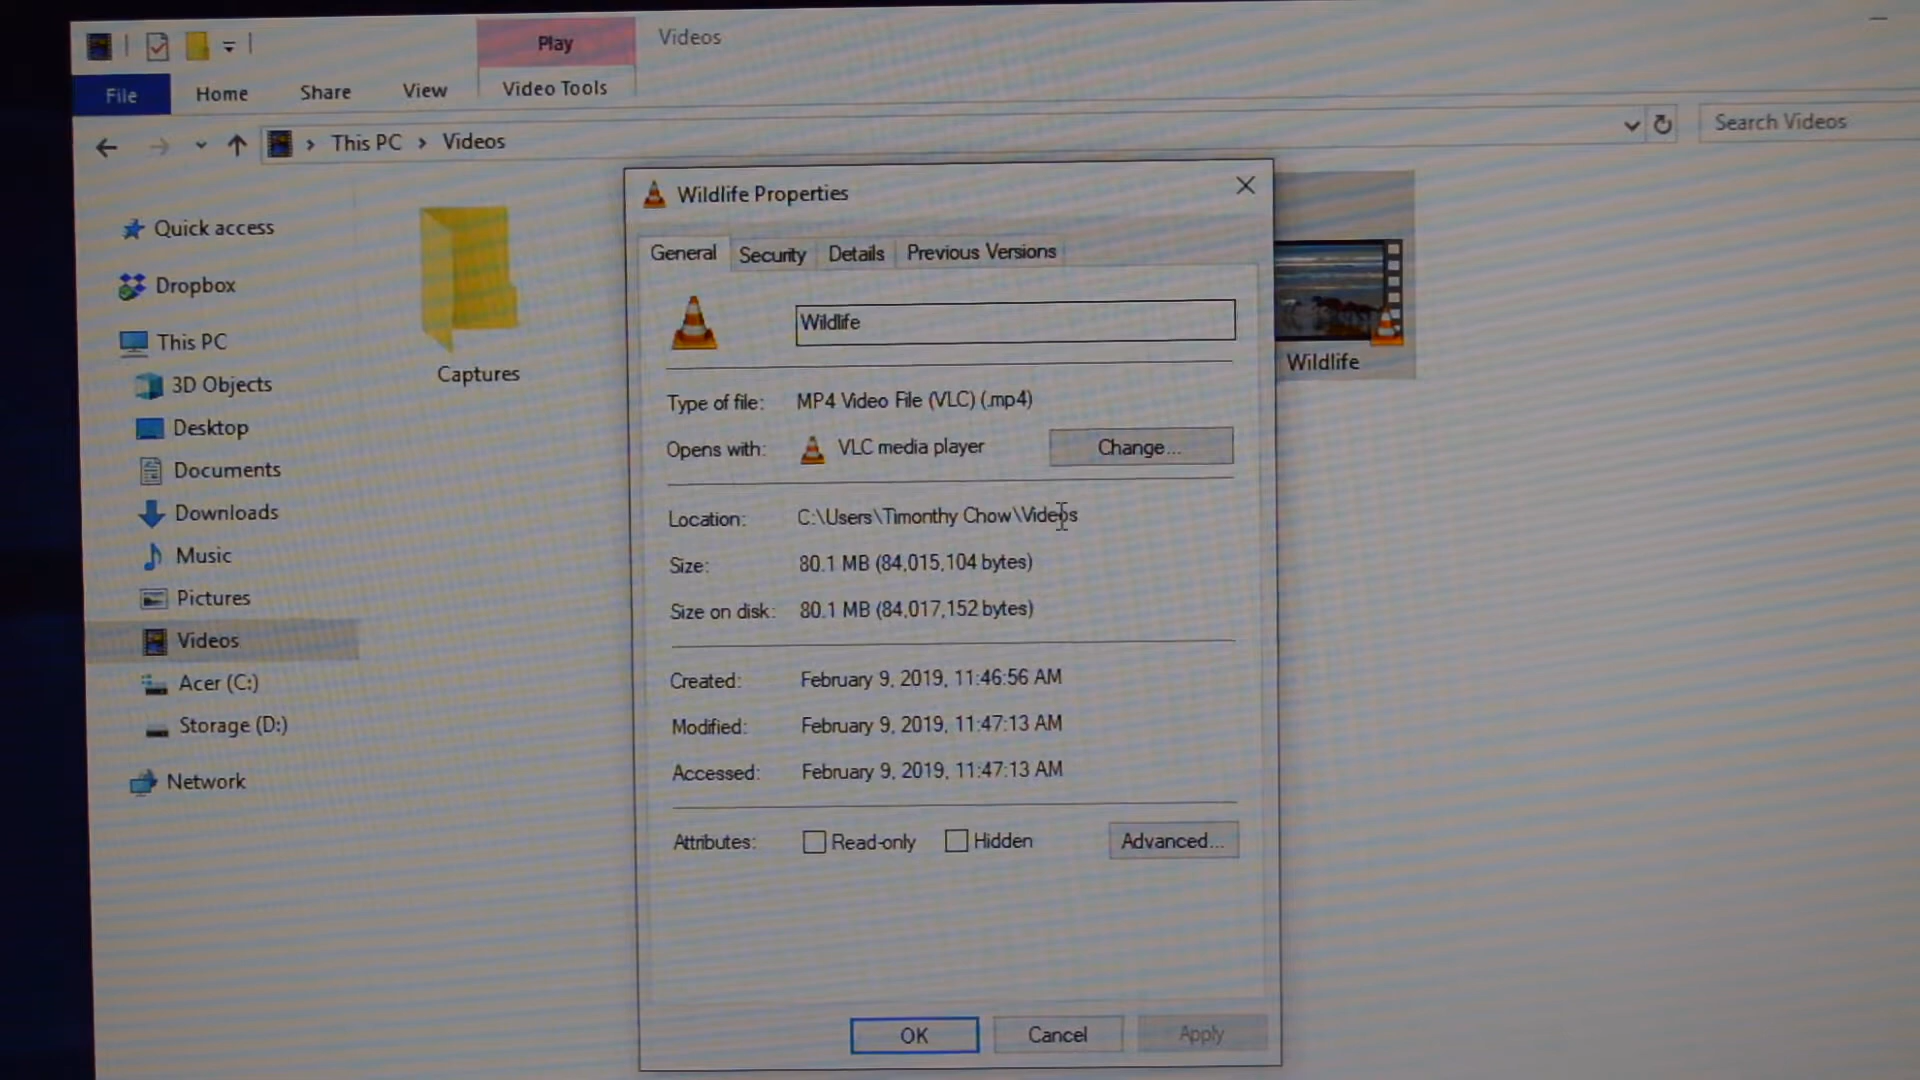 Play
Videos
File
Home
Share
View
Video Tools
This PC > Videos
Search Videos
Quick access
Dropbox
This PC
3D Objects
Desktop
Documents
Downloads
Music
Pictures
Videos
Acer (C:)
Storage (D:)
Network
Captures
Wildlife
Wildlife Properties
General
Security
Details
Previous Versions
Wildlife
Type of file: MP4 Video File (VLC) (.mp4)
Opens with: VLC media player
Change...
Location: C:\Users\Timonthy Chow\Videos
Size: 80.1 MB (84,015,104 bytes)
Size on disk: 80.1 MB (84,017,152 bytes)
Created: February 9, 2019, 11:46:56 AM
Modified: February 9, 2019, 11:47:13 AM
Accessed: February 9, 2019, 11:47:13 AM
Attributes: Read-only Hidden
Advanced...
OK
Cancel
Apply